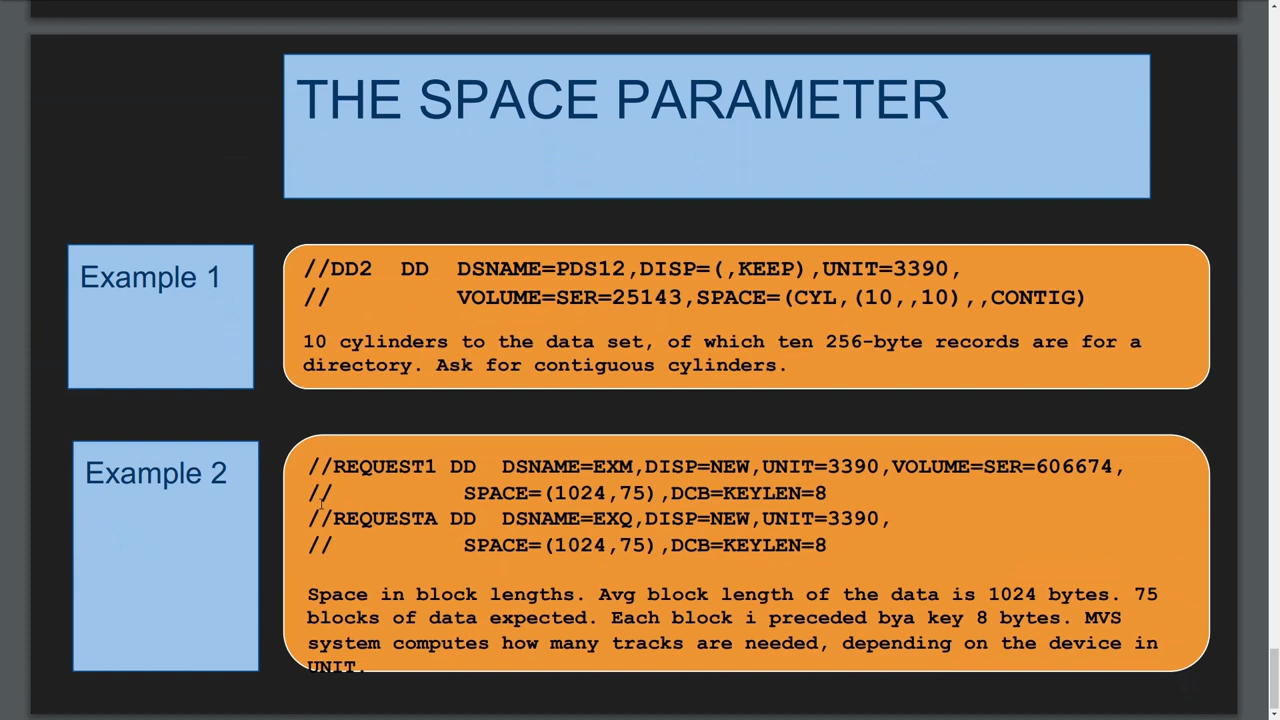 THE SPACE PARAMETER
Example 1
//DD2  DD  DSNAME=PDS12,DISP=(,KEEP),UNIT=3390,
//         VOLUME=SER=25143,SPACE=(CYL,(10,,10),,CONTIG)
10 cylinders to the data set, of which ten 256-byte records are for a
directory. Ask for contiguous cylinders.
Example 2
//REQUEST1 DD  DSNAME=EXM,DISP=NEW,UNIT=3390,VOLUME=SER=606674,
//          SPACE=(1024,75),DCB=KEYLEN=8
//REQUESTA DD  DSNAME=EXQ,DISP=NEW,UNIT=3390,
//          SPACE=(1024,75),DCB=KEYLEN=8
Space in block lengths. Avg block length of the data is 1024 bytes. 75
blocks of data expected. Each block i preceded bya key 8 bytes. MVS
system computes how many tracks are needed, depending on the device in
UNIT.